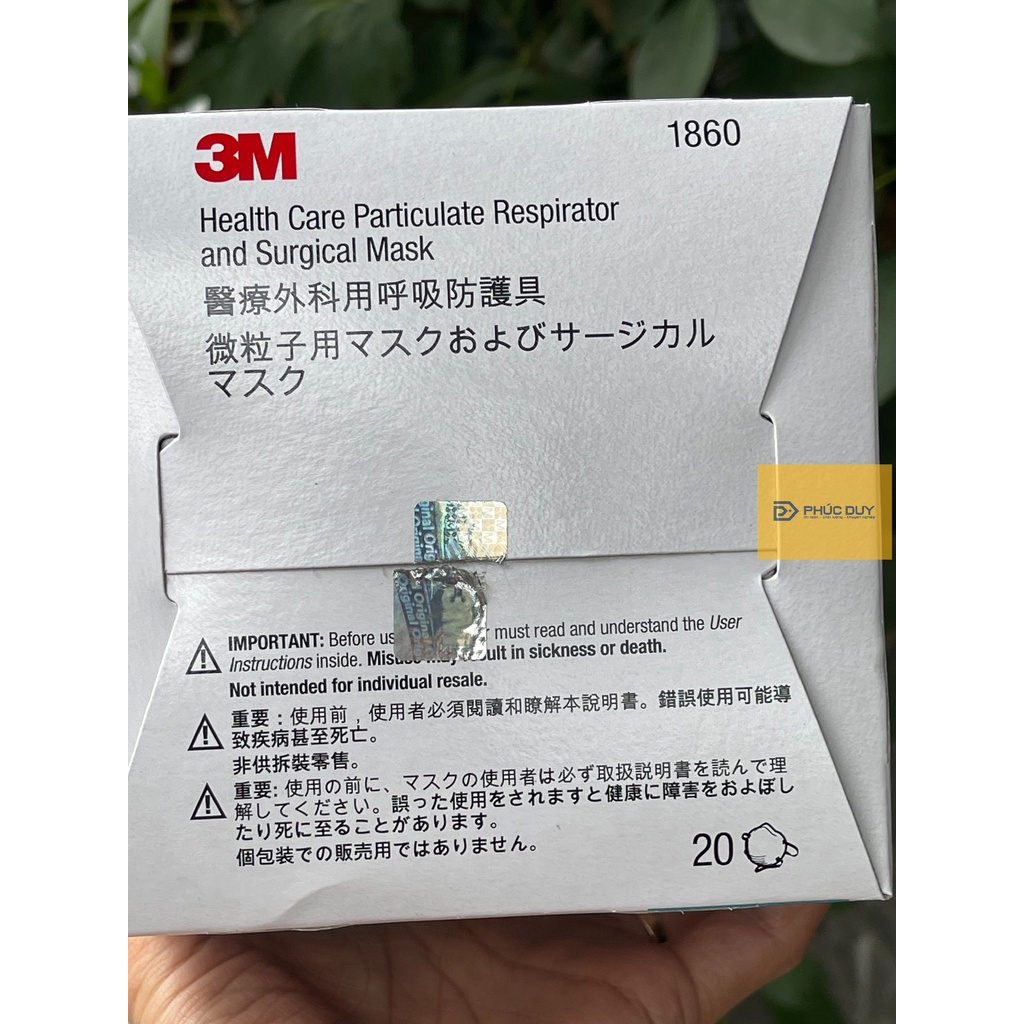 3M
1860
Health Care Particulate Respirator
and Surgical Mask
醫療外科用呼吸防護具
微粒子用マスクおよびサージカル
マスク
PHÚC DUY
Original
IMPORTANT: Before us r must read and understand the User
Instructions inside. Misuse may result in sickness or death.
Not intended for individual resale.
重要：使用前，使用者必須閱讀和瞭解本說明書。錯誤使用可能導
致疾病甚至死亡。
非供拆裝零售。
重要: 使用の前に、マスクの使用者は必ず取扱説明書を読んで理
解してください。誤った使用をされますと健康に障害をおよぼし
たり死に至ることがあります。
個包装での販売用ではありません。
20